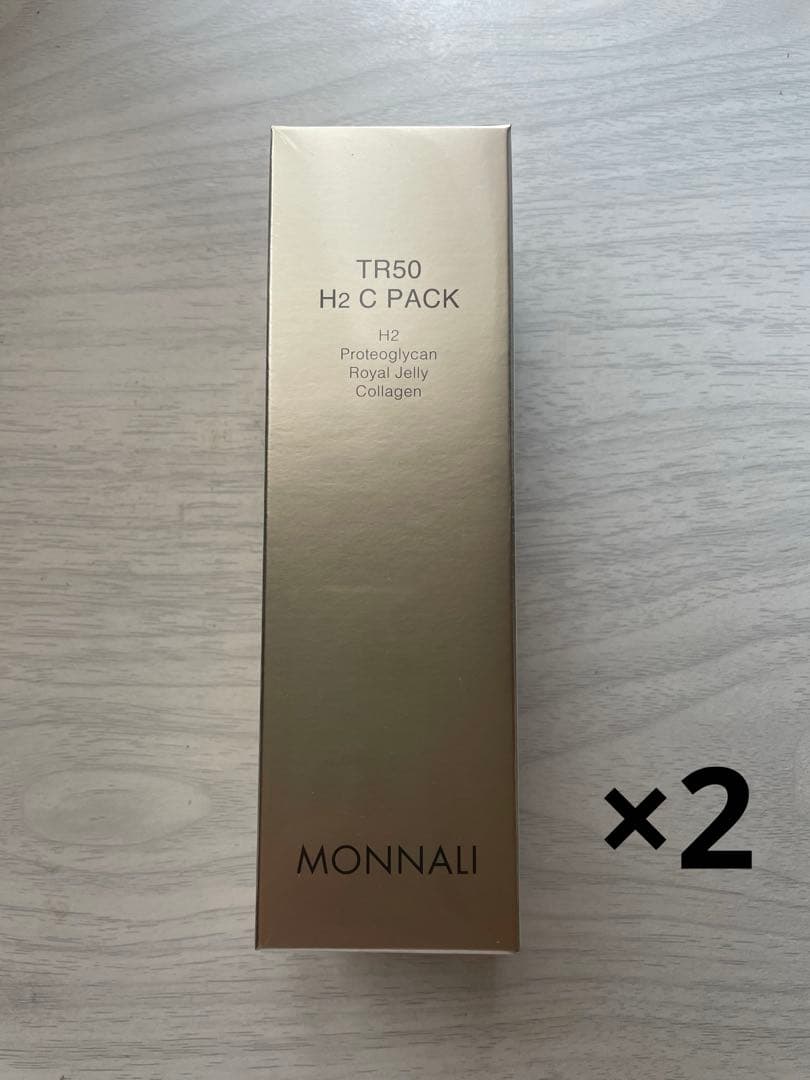 TR50
H2 C PACK
H2
Proteoglycan
Royal Jelly
Collagen
MONNALI
×2